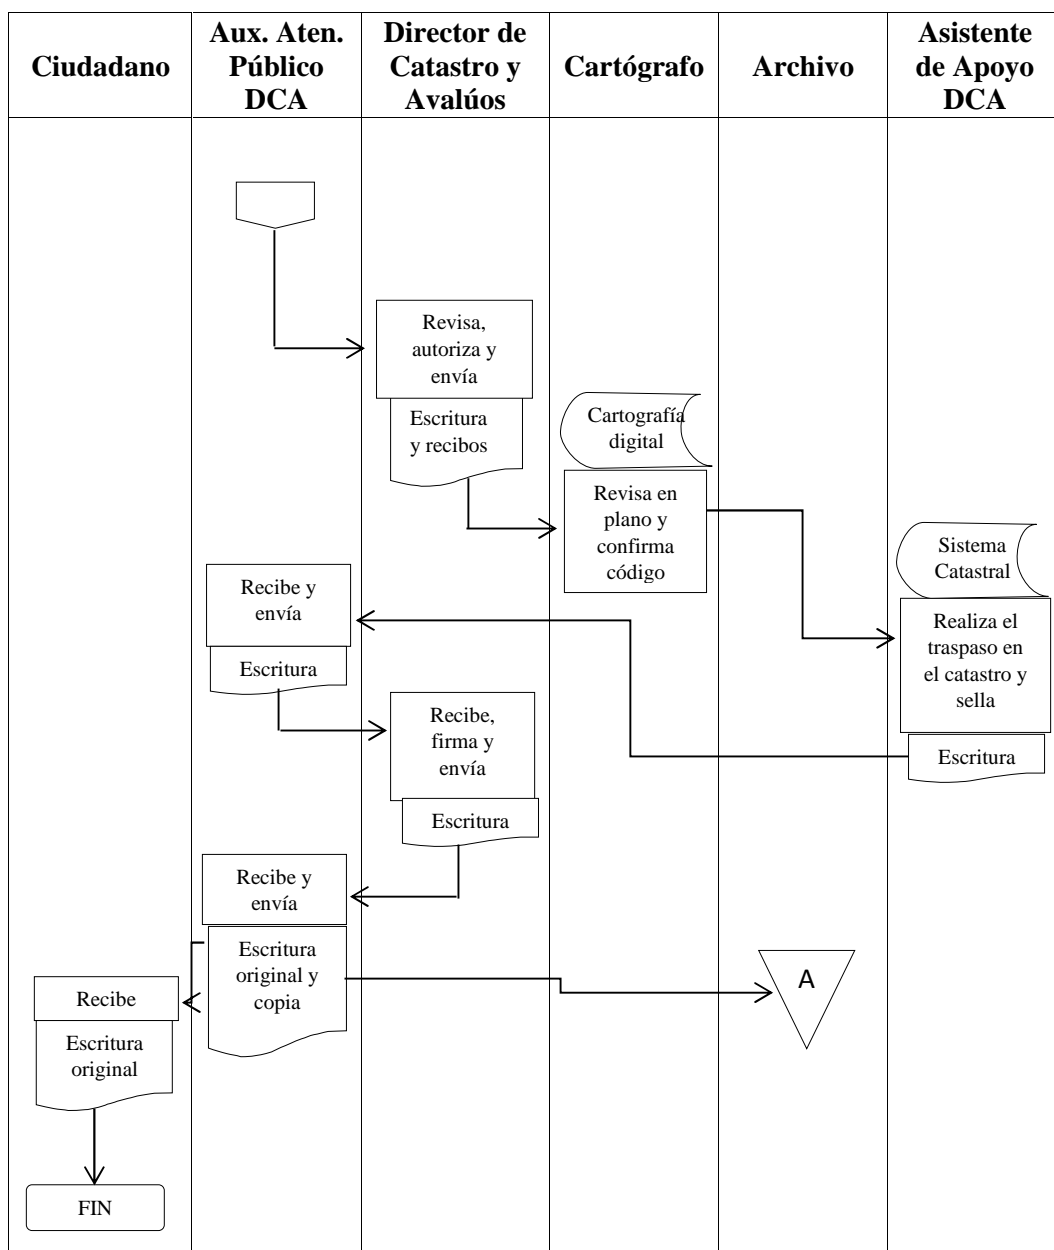 Ciudadano
Aux. Aten.
Público
DCA
Director de
Catastro y
Avalúos
Cartógrafo
Archivo
Asistente
de Apoyo
DCA
Revisa,
autoriza y
envía
Escritura
y recibos
Cartografía
digital
Revisa en
plano y
confirma
código
Sistema
Catastral
Realiza el
traspaso en
el catastro y
sella
Escritura
Recibe y
envía
Escritura
Recibe,
firma y
envía
Escritura
Recibe y
envía
Escritura
original y
copia
A
Recibe
Escritura
original
FIN